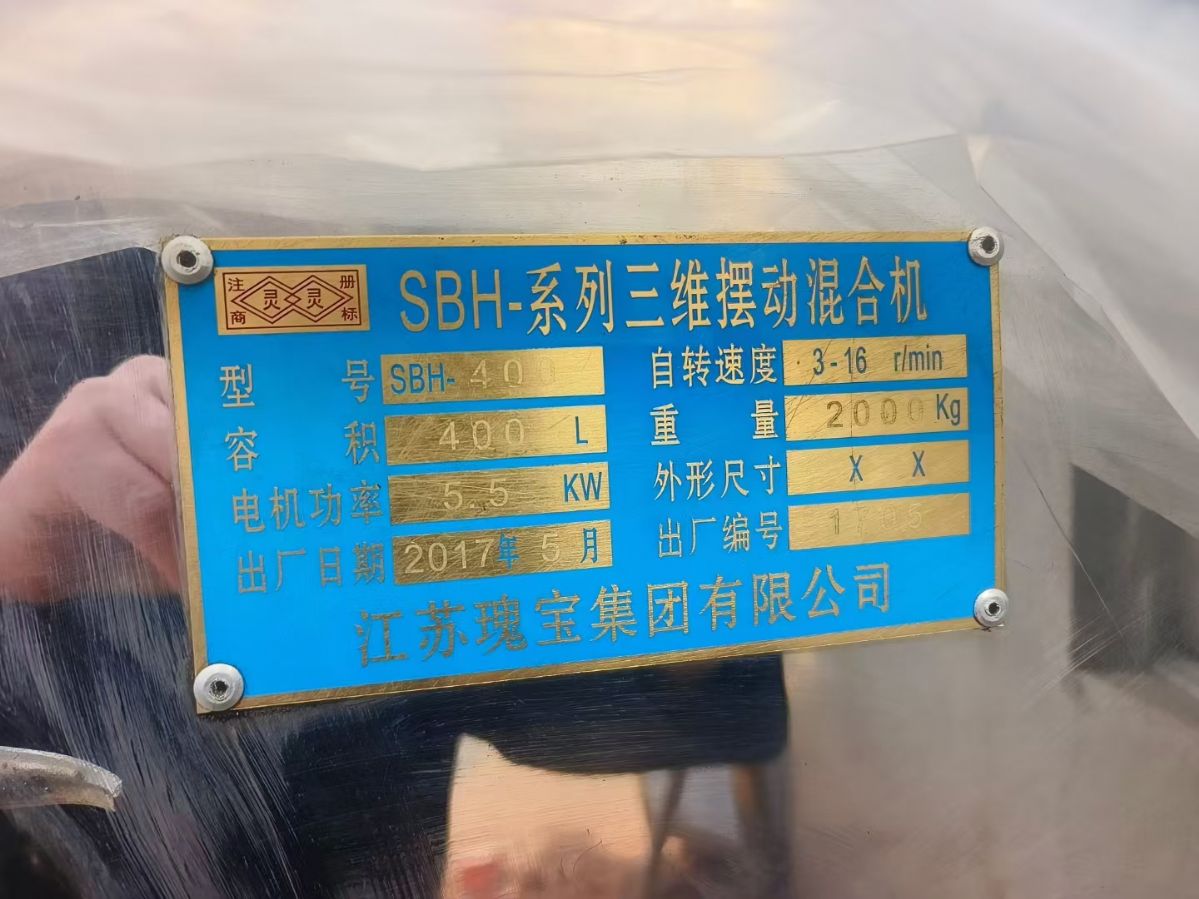 注册商标 灵灵 SBH-系列三维摆动混合机
型号 SBH-400 自转速度 3-16 r/min
容积 400 L 重量 2000Kg
电机功率 5.5 KW 外形尺寸 X X
出厂日期 2017年5月 出厂编号 1705
江苏瑰宝集团有限公司